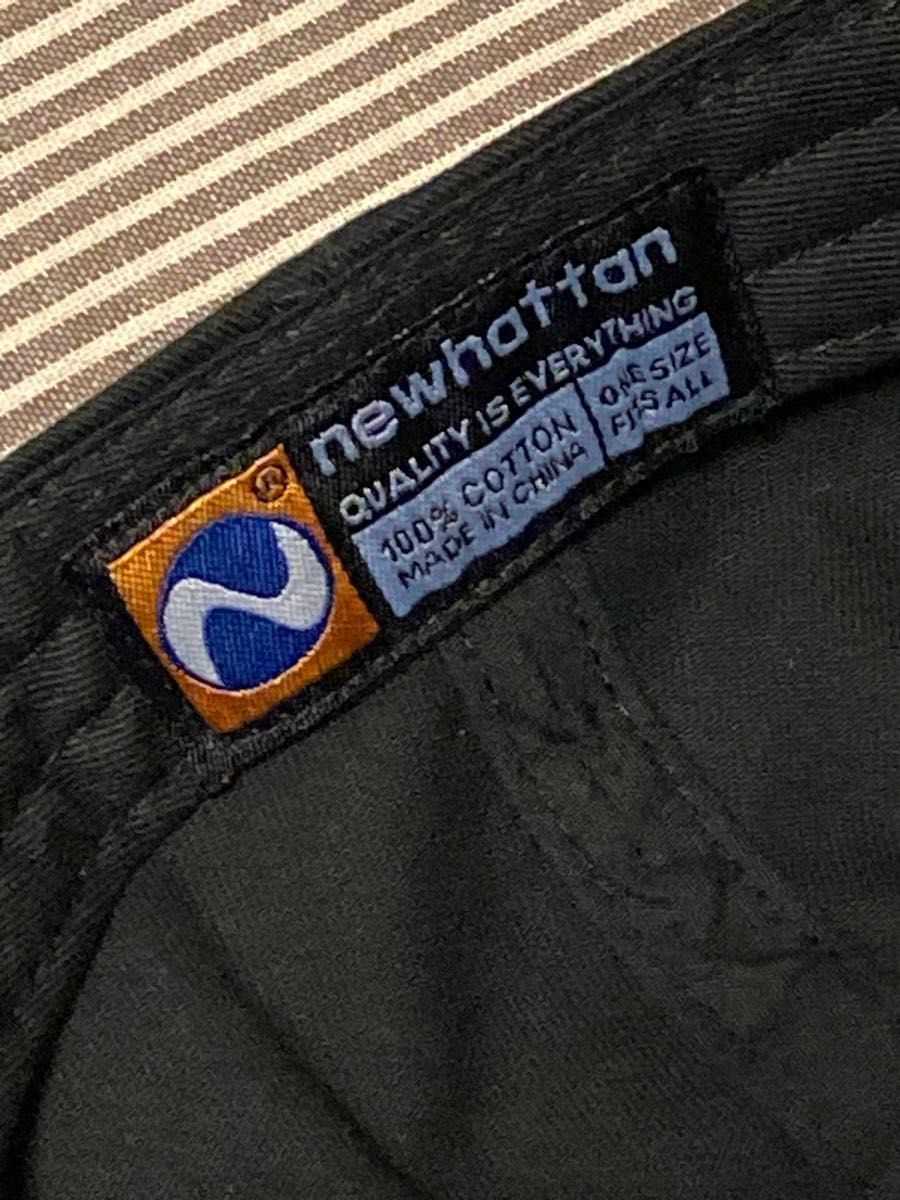 newhattan
QUALITY IS EVERYTHING
100% COTTON
MADE IN CHINA
ONE SIZE
FITS ALL
®